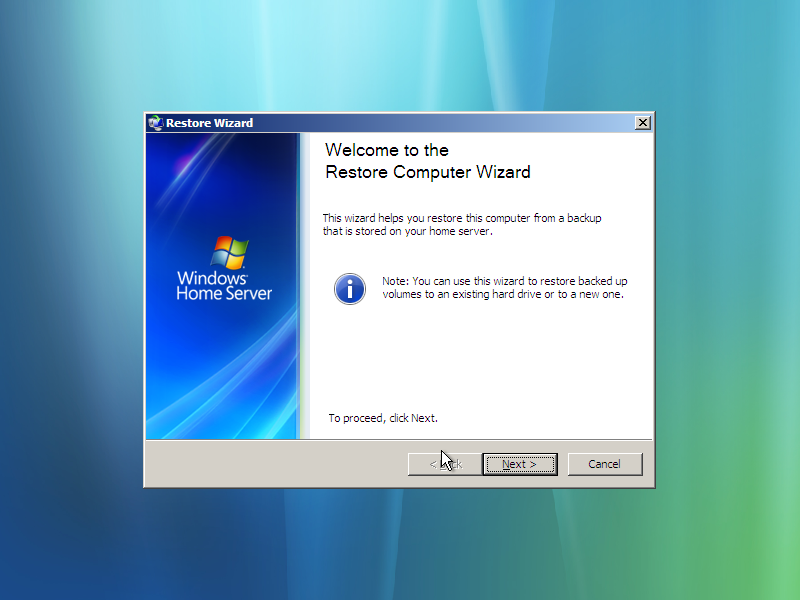 Restore Wizard
Welcome to the
Restore Computer Wizard
This wizard helps you restore this computer from a backup
that is stored on your home server.
Windows
Home Server
Note: You can use this wizard to restore backed up
volumes to an existing hard drive or to a new one.
To proceed, click Next.
< Back Next > Cancel